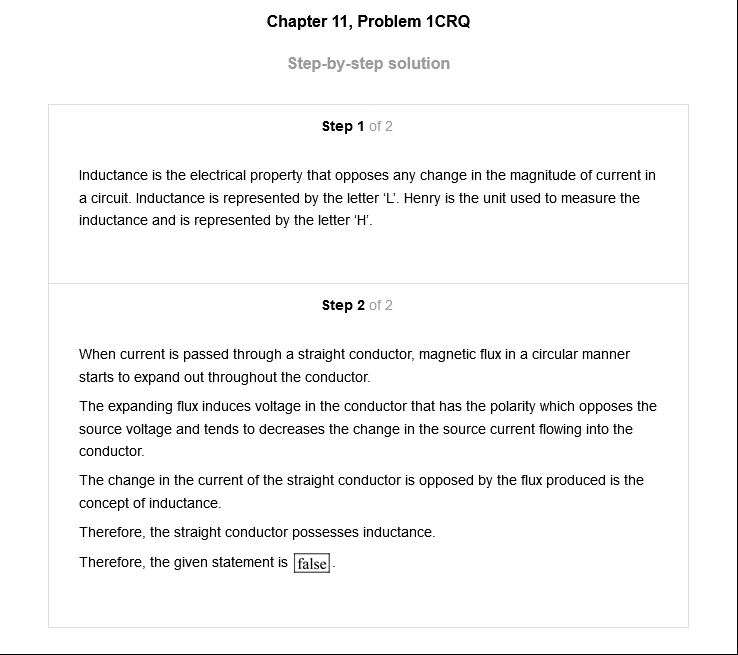 Chapter 11, Problem 1CRQ
Step-by-step solution
Step 1 of 2
Inductance is the electrical property that opposes any change in the magnitude of current in
a circuit. Inductance is represented by the letter ‘L’. Henry is the unit used to measure the
inductance and is represented by the letter ‘H’.
Step 2 of 2
When current is passed through a straight conductor, magnetic flux in a circular manner
starts to expand out throughout the conductor.
The expanding flux induces voltage in the conductor that has the polarity which opposes the
source voltage and tends to decreases the change in the source current flowing into the
conductor.
The change in the current of the straight conductor is opposed by the flux produced is the
concept of inductance.
Therefore, the straight conductor possesses inductance.
Therefore, the given statement is false.